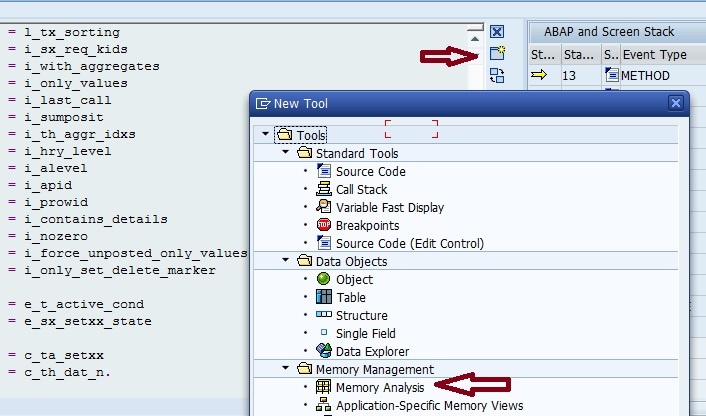 = l_tx_sorting
= i_sx_req_kids
= i_with_aggregates
= i_only_values
= i_last_call
= i_sumposit
= i_th_aggr_idxs
= i_hry_level
= i_alevel
= i_apid
= i_prowid
= i_contains_details
= i_nozero
= i_force_unposted_only_values
= i_only_set_delete_marker
= e_t_active_cond
= e_sx_setxx_state
= c_ta_setxx
= c_th_dat_n.
ABAP and Screen Stack
St... Sta... S.. Event Type
13 METHOD
New Tool
Tools
Standard Tools
Source Code
Call Stack
Variable Fast Display
STOP Breakpoints
Source Code (Edit Control)
Data Objects
Object
Table
Structure
Single Field
Data Explorer
Memory Management
Memory Analysis
Application-Specific Memory Views